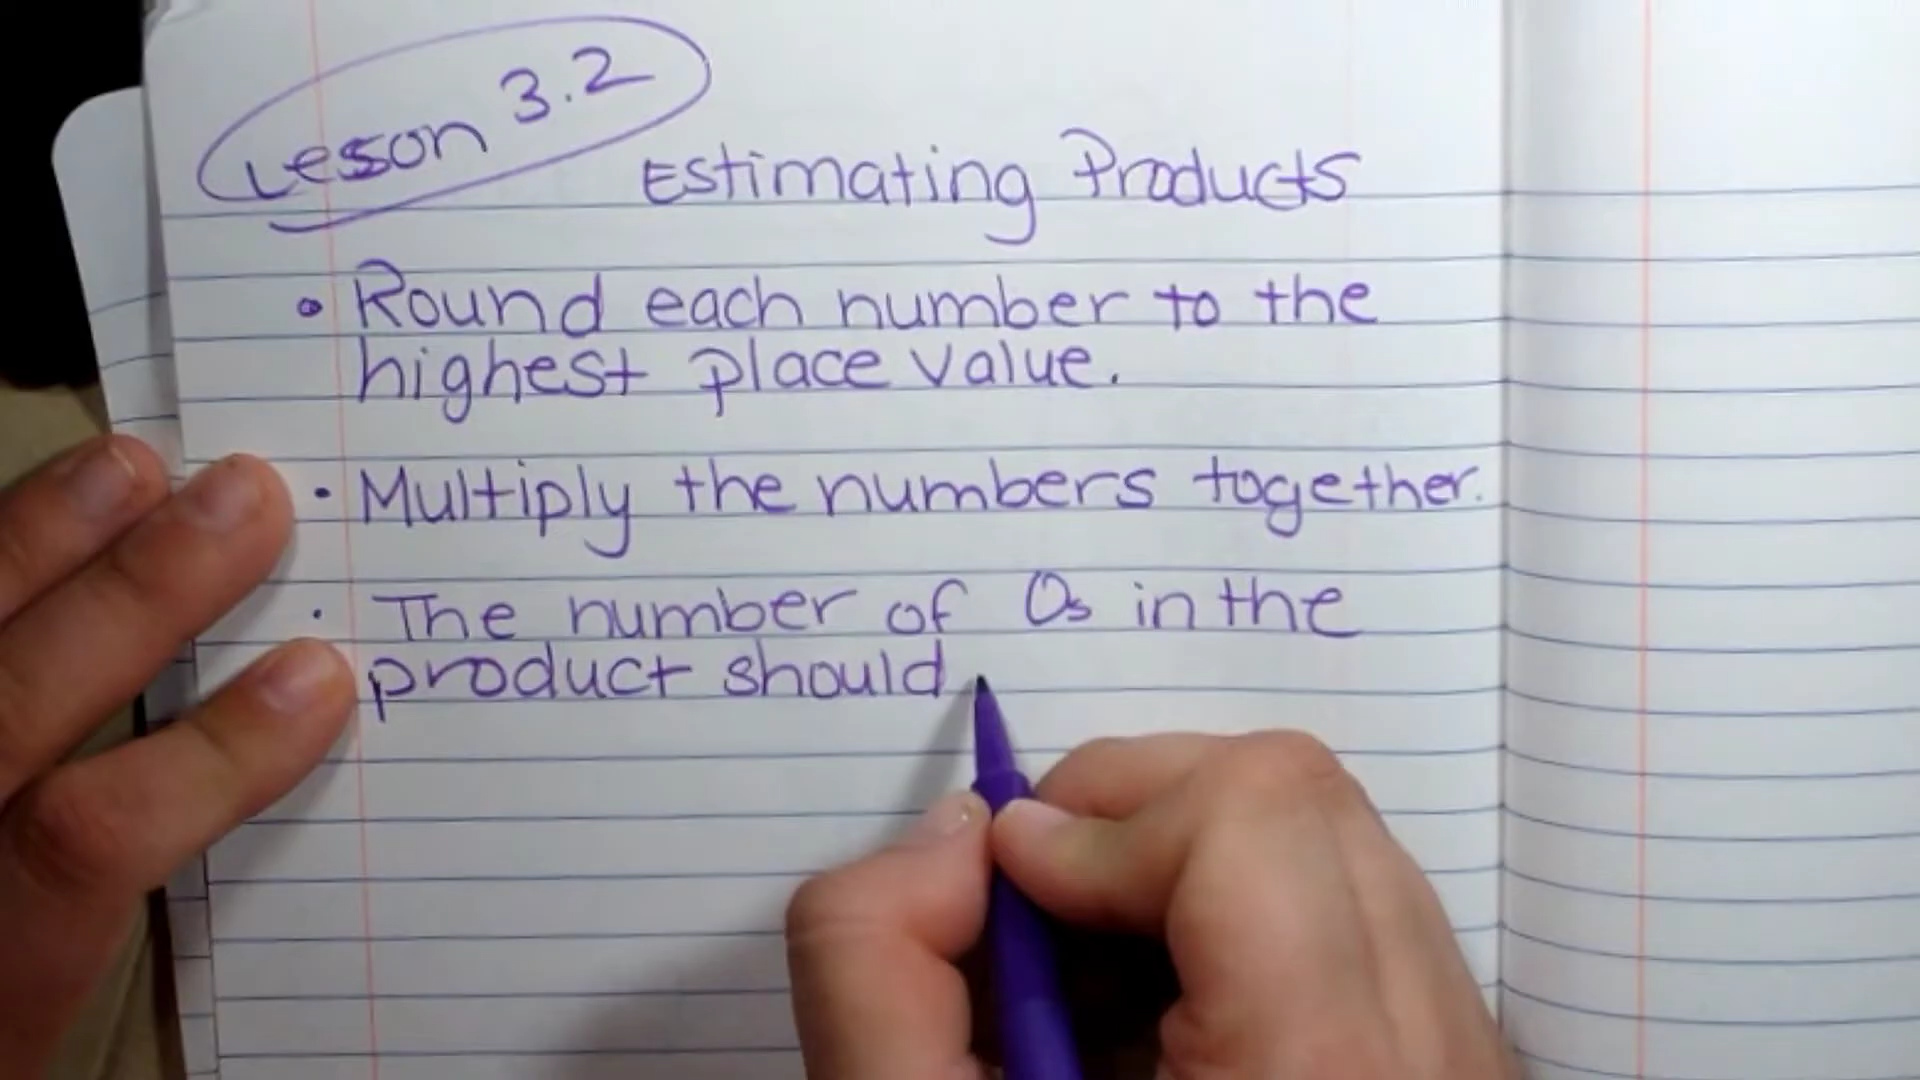 Lesson 3.2
Estimating Products
• Round each number to the
highest place value.
• Multiply the numbers together.
• The number of 0s in the
product should